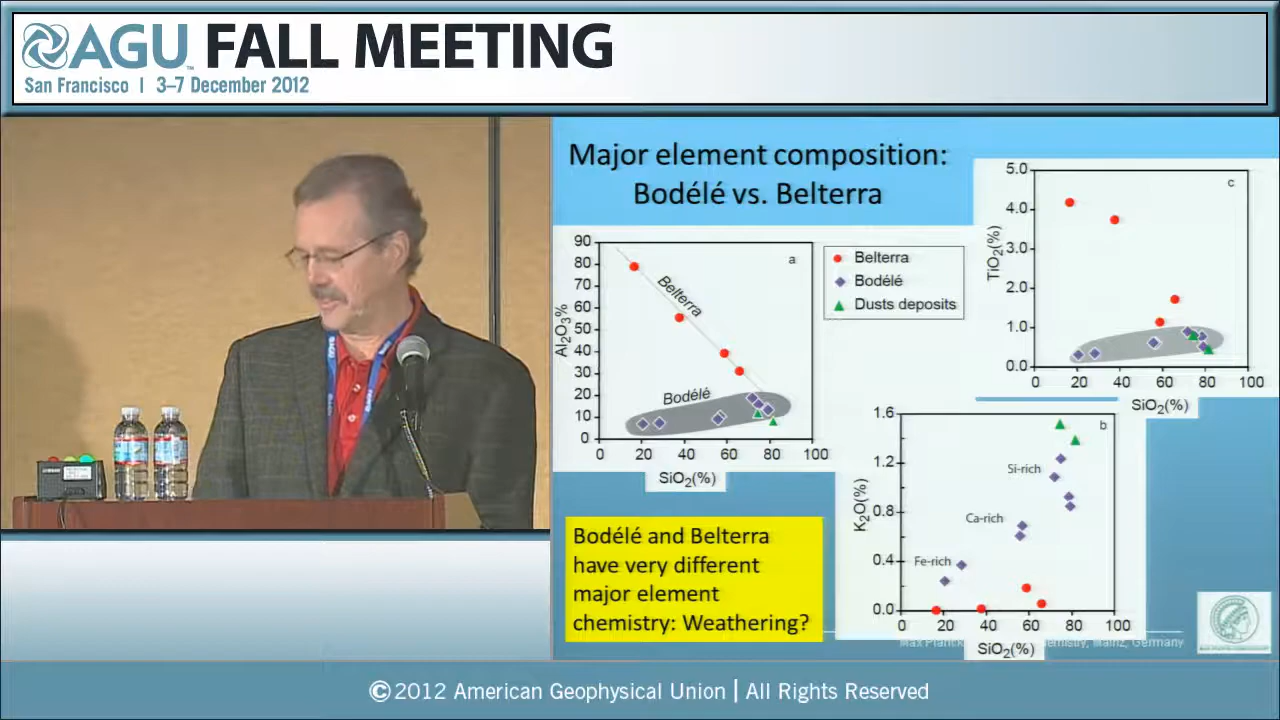 AGU FALL MEETING
San Francisco | 3–7 December 2012
Major element composition:
Bodélé vs. Belterra
90
80
70
60
50
40
30
20
10
0
Al2O3%
0 20 40 60 80 100
SiO2(%)
a
Belterra
Bodélé
Belterra
Bodélé
Dusts deposits
5.0
4.0
3.0
2.0
1.0
0.0
TiO2(%)
c
0 20 40 60 80 100
SiO2(%)
1.6
1.2
0.8
0.4
0.0
K2O(%)
b
Si-rich
Ca-rich
Fe-rich
0 20 40 60 80 100
SiO2(%)
Bodélé and Belterra
have very different
major element
chemistry: Weathering?
Mainz, Germany
©2012 American Geophysical Union | All Rights Reserved